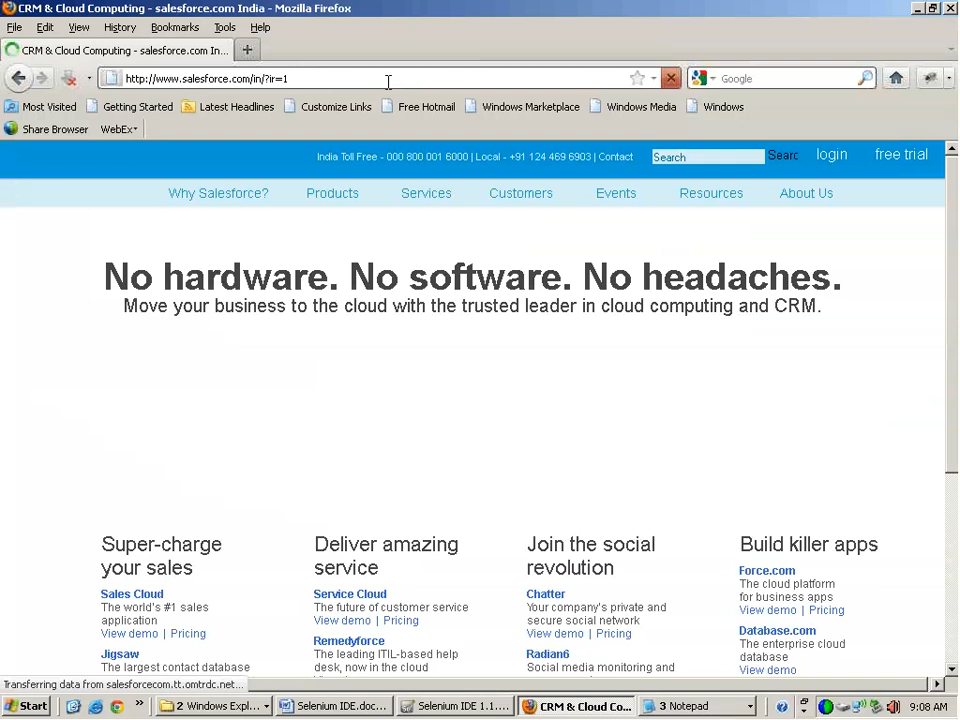 CRM & Cloud Computing - salesforce.com India - Mozilla Firefox
File Edit View History Bookmarks Tools Help
CRM & Cloud Computing - salesforce.com In...
http://www.salesforce.com/in/?ir=1
Google
Most Visited Getting Started Latest Headlines Customize Links Free Hotmail Windows Marketplace Windows Media Windows
Share Browser WebEx
India Toll Free - 000 800 001 6000 | Local - +91 124 469 6903 | Contact Search Searc login free trial
Why Salesforce? Products Services Customers Events Resources About Us
No hardware. No software. No headaches.
Move your business to the cloud with the trusted leader in cloud computing and CRM.
Super-charge
your sales
Sales Cloud
The world's #1 sales
application
View demo | Pricing
Jigsaw
The largest contact database
Deliver amazing
service
Service Cloud
The future of customer service
View demo | Pricing
Remedyforce
The leading ITIL-based help
desk, now in the cloud
Join the social
revolution
Chatter
Your company's private and
secure social network
View demo | Pricing
Radian6
Social media monitoring and
Build killer apps
Force.com
The cloud platform
for business apps
View demo | Pricing
Database.com
The enterprise cloud
database
View demo
Transferring data from salesforcecom.tt.omtrdc.net...
Start 2 Windows Expl... Selenium IDE.doc... Selenium IDE 1.1.... CRM & Cloud Co... 3 Notepad 9:08 AM